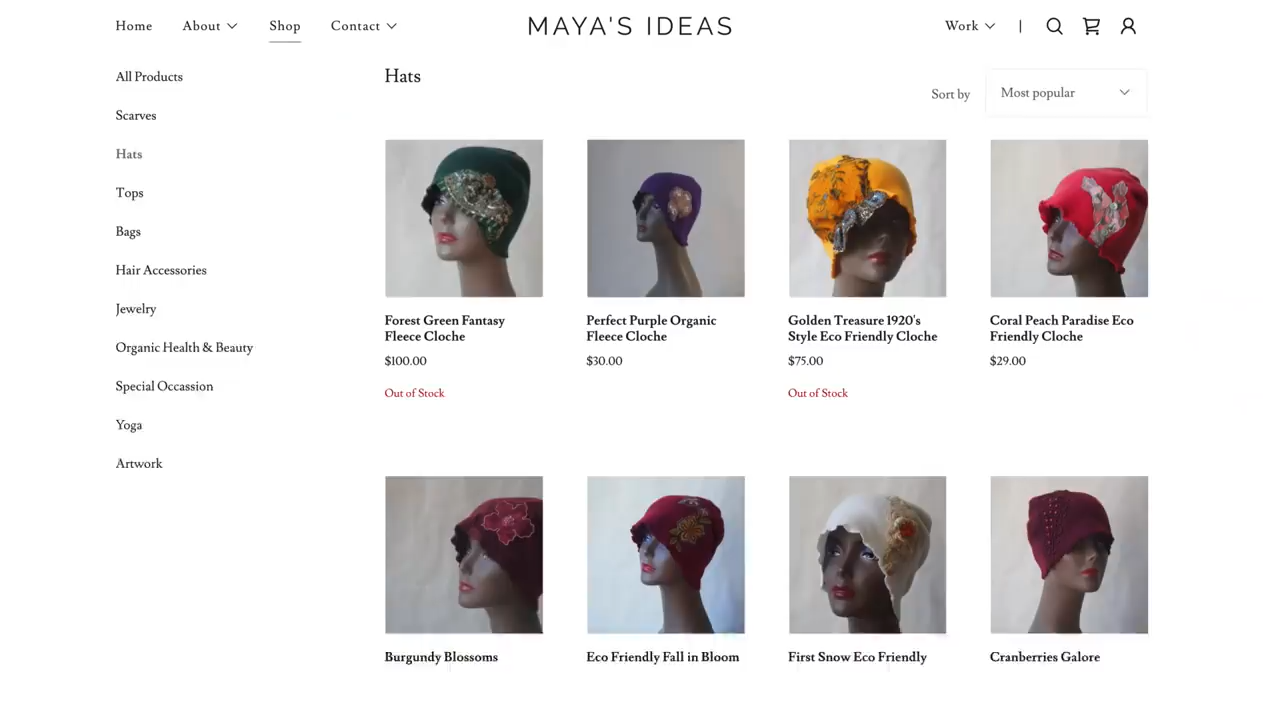 Home About Shop Contact MAYA'S IDEAS Work |
All Products
Scarves
Hats
Tops
Bags
Hair Accessories
Jewelry
Organic Health & Beauty
Special Occassion
Yoga
Artwork
Hats
Sort by Most popular
Forest Green Fantasy
Fleece Cloche
$100.00
Out of Stock
Perfect Purple Organic
Fleece Cloche
$30.00
Golden Treasure 1920's
Style Eco Friendly Cloche
$75.00
Out of Stock
Coral Peach Paradise Eco
Friendly Cloche
$29.00
Burgundy Blossoms
Eco Friendly Fall in Bloom
First Snow Eco Friendly
Cranberries Galore